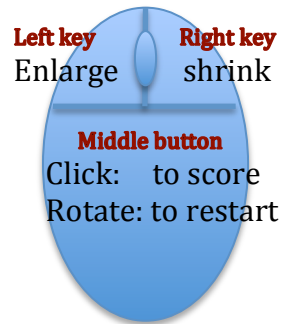 Left key Right key
Enlarge shrink
Middle button
Click: to score
Rotate: to restart